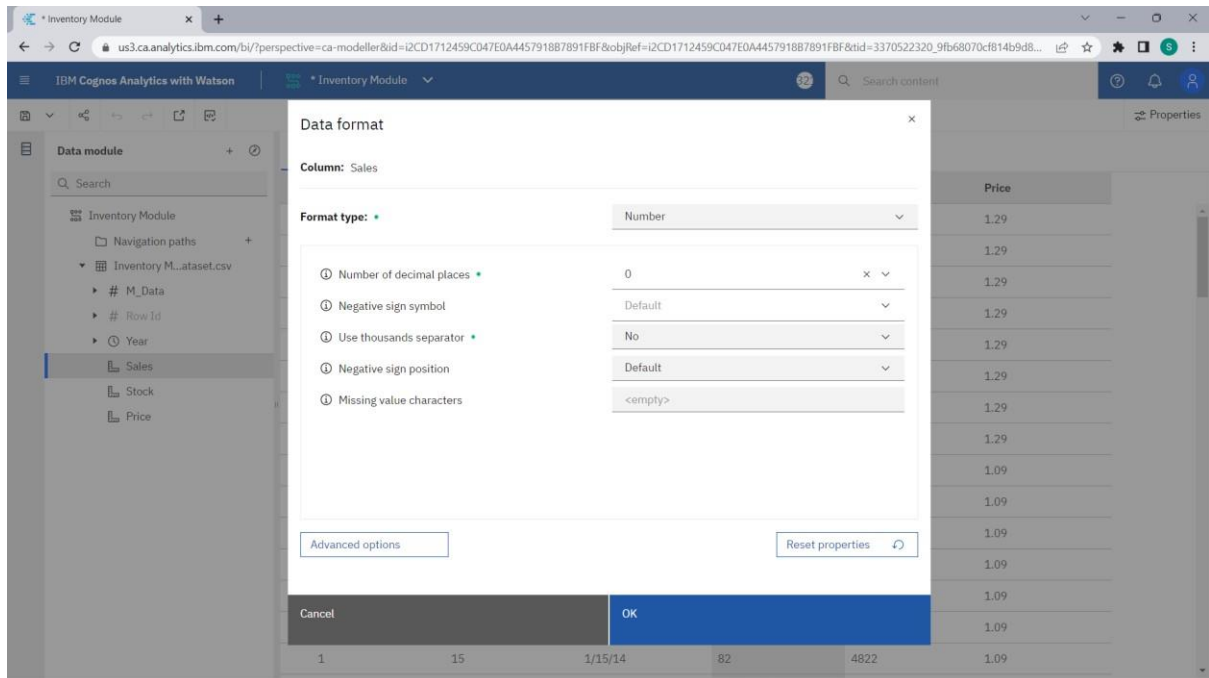 * Inventory Module
us3.ca.analytics.ibm.com/bi/?perspective=ca-modeller&id=i2CD1712459C047E0A4457918B7891FBF&objRef=i2CD1712459C047E0A4457918B7891FBF&tid=3370522320_9fb68070cf814b9d8...
S
IBM Cognos Analytics with Watson
* Inventory Module
32
Search content
Properties
Data module
Search
Inventory Module
Navigation paths
Inventory M...ataset.csv
# M_Data
# Row Id
Year
Sales
Stock
Price
Data format
Column: Sales
Format type:
Number
Number of decimal places
0
Negative sign symbol
Default
Use thousands separator
No
Negative sign position
Default
Missing value characters
<empty>
Advanced options
Reset properties
Cancel
OK
Price
1.29
1.29
1.29
1.29
1.29
1.29
1.29
1.29
1.09
1.09
1.09
1.09
1.09
1.09
1 15 1/15/14 82 4822 1.09